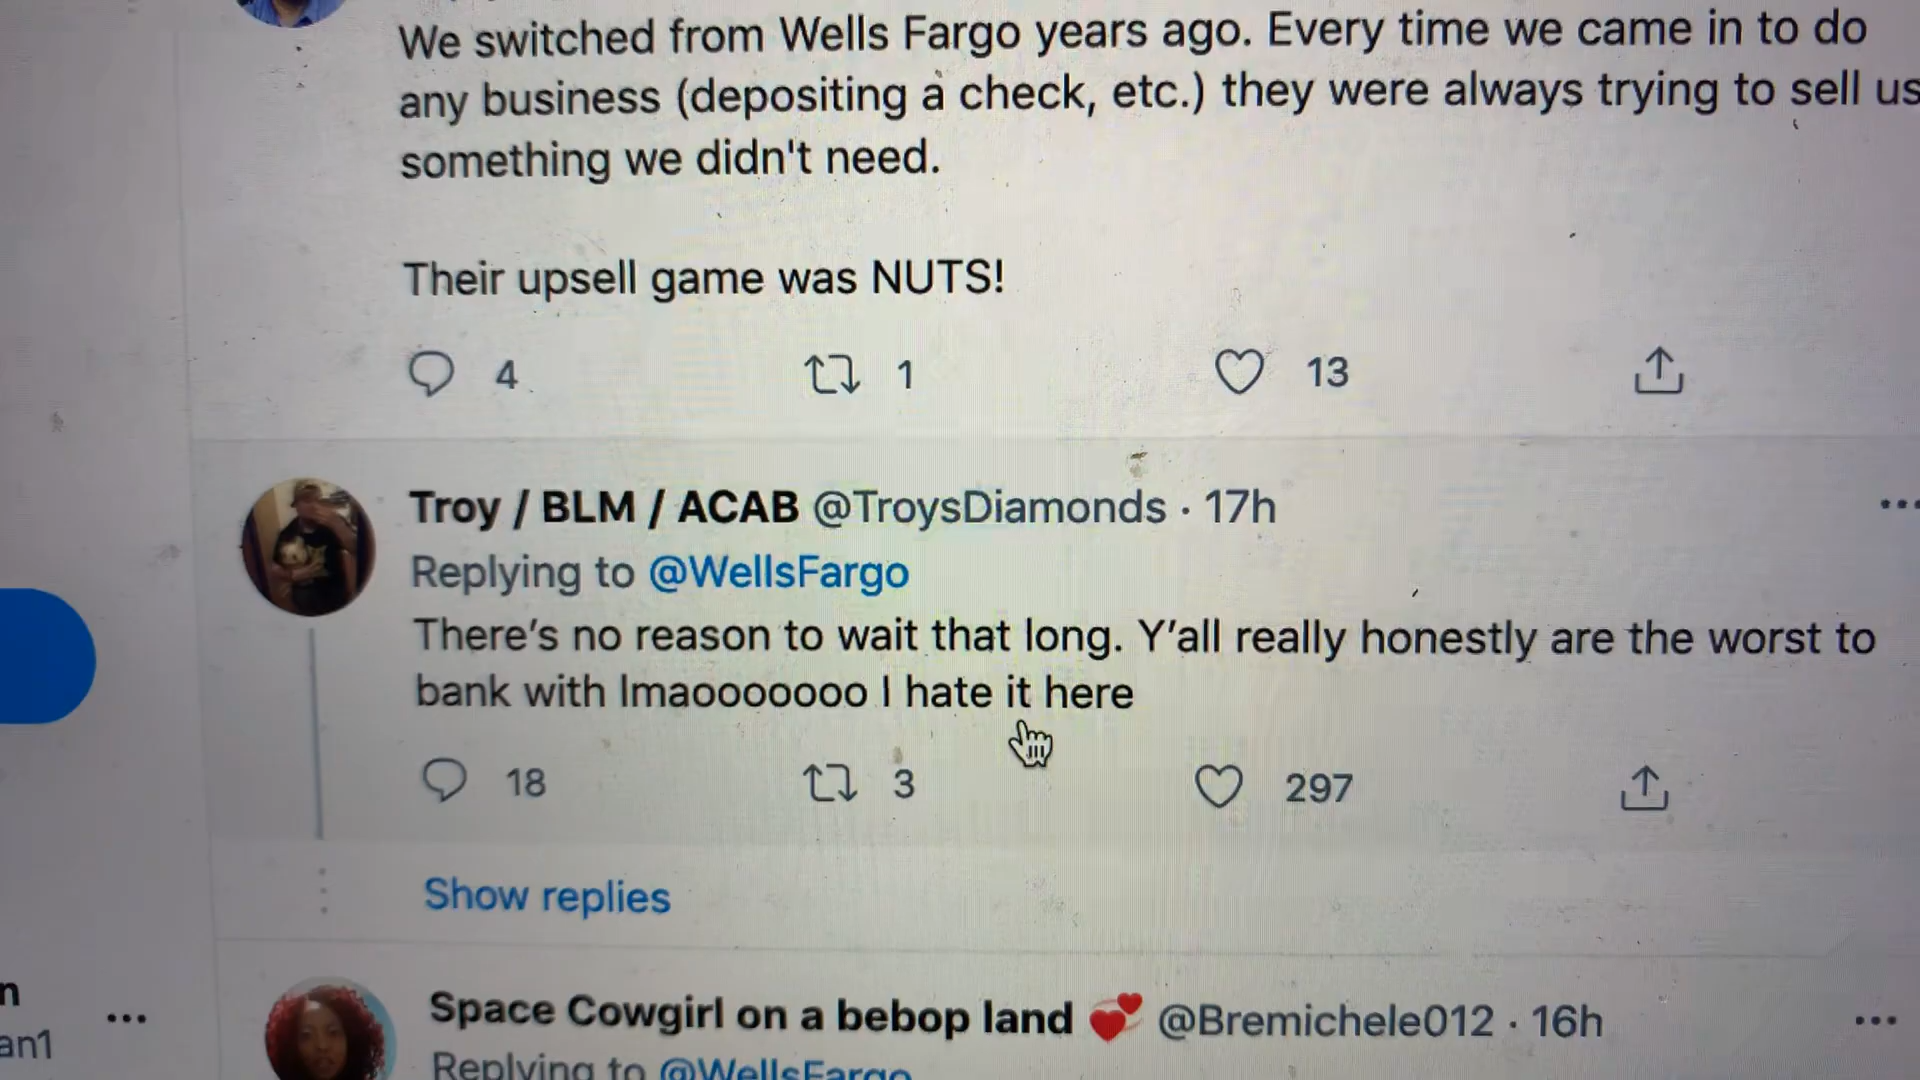 We switched from Wells Fargo years ago. Every time we came in to do
any business (depositing a check, etc.) they were always trying to sell us
something we didn't need.
Their upsell game was NUTS!
4 1 13
Troy / BLM / ACAB @TroysDiamonds · 17h
Replying to @WellsFargo
There's no reason to wait that long. Y'all really honestly are the worst to
bank with lmaooooooo I hate it here
18 3 297
Show replies
n
an1
Space Cowgirl on a bebop land 💞 @Bremichele012 · 16h
Replying to @WellsFargo